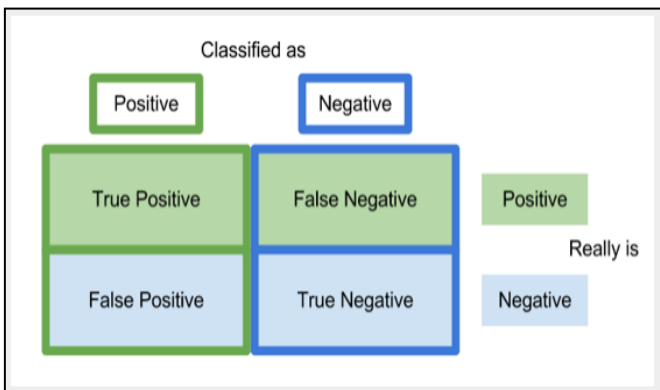 Classified as
Positive Negative
True Positive False Negative Positive
Really is
False Positive True Negative Negative